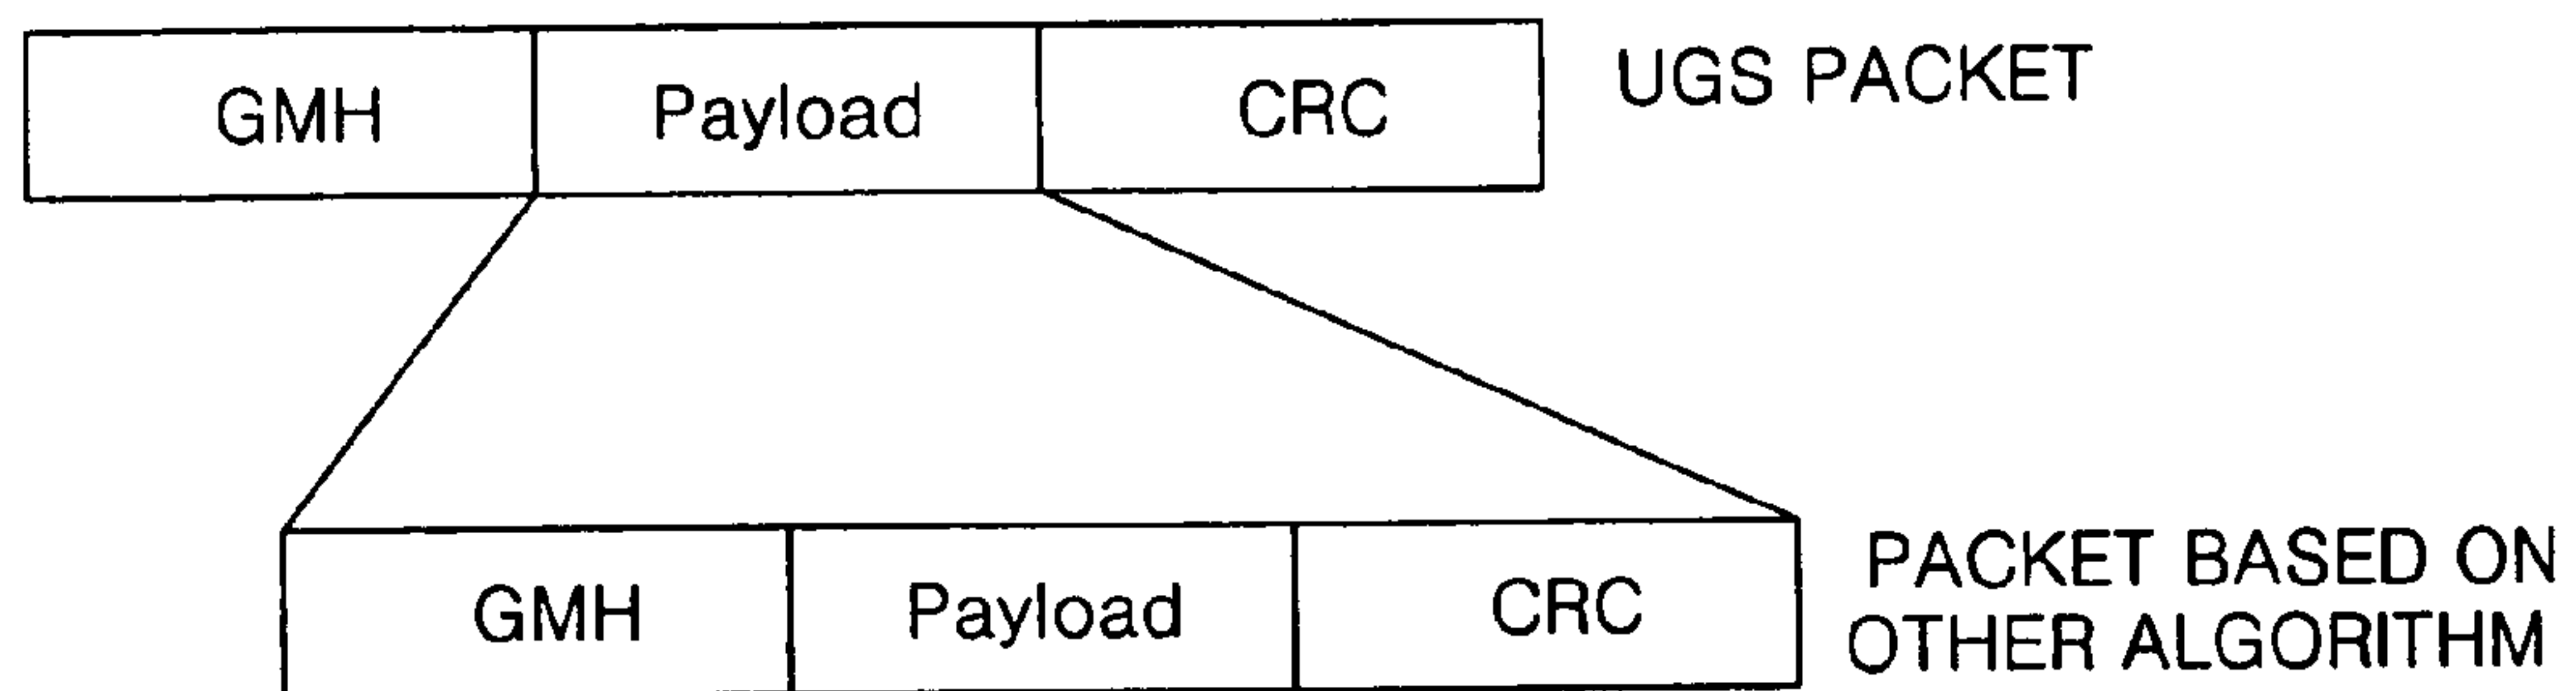 GMH Payload CRC UGS PACKET
GMH Payload CRC PACKET BASED ON
OTHER ALGORITHM